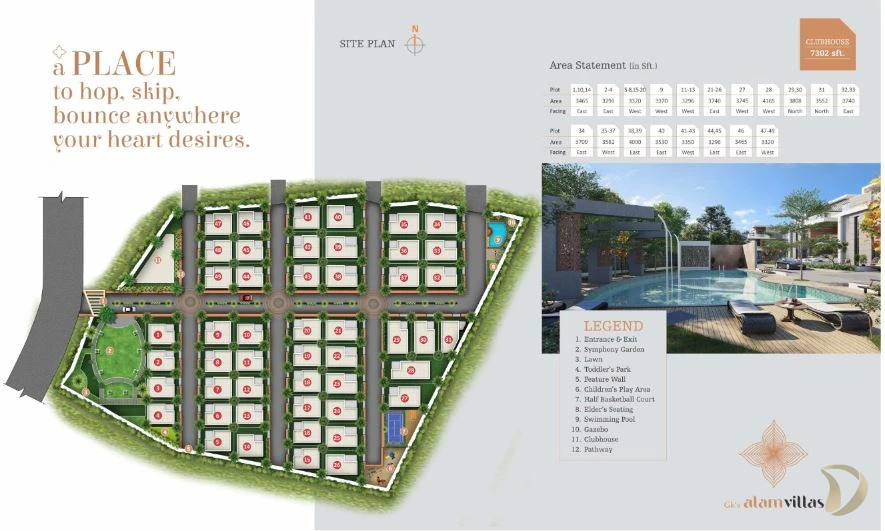 a PLACE
to hop, skip,
bounce anywhere
your heart desires.
SITE PLAN
N
CLUBHOUSE
7302 sft.
Area Statement (in Sft.)
Plot 1,10,14 2-4 5-8,15-20 9 11-13 21-26 27 28 29,30 31 32,33
Area 3465 3296 3320 3370 3296 3740 3745 4165 3808 3552 3740
Facing East East West West West East West West North North East
Plot 34 35-37 38,39 40 41-43 44,45 46 47-49
Area 3709 3582 4000 3530 3350 3296 3465 3320
Facing East West East East West East East West
LEGEND
1. Entrance & Exit
2. Symphony Garden
3. Lawn
4. Toddler's Park
5. Feature Wall
6. Children's Play Area
7. Half Basketball Court
8. Elder's Seating
9. Swimming Pool
10. Gazebo
11. Clubhouse
12. Pathway
Gk's alamvillas